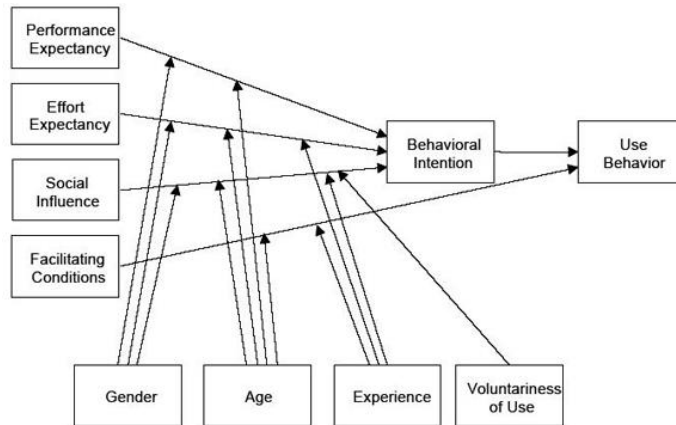 Performance
Expectancy
Effort
Expectancy
Social
Influence
Facilitating
Conditions
Behavioral
Intention
Use
Behavior
Gender
Age
Experience
Voluntariness
of Use